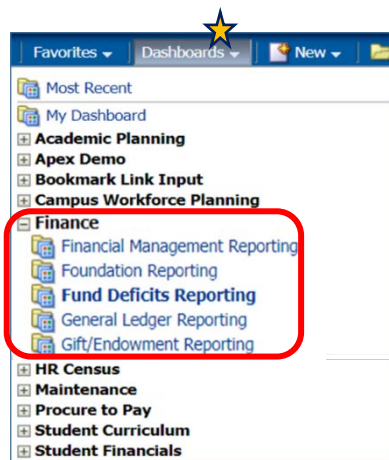 Favorites Dashboards New
Most Recent
My Dashboard
Academic Planning
Apex Demo
Bookmark Link Input
Campus Workforce Planning
Finance
Financial Management Reporting
Foundation Reporting
Fund Deficits Reporting
General Ledger Reporting
Gift/Endowment Reporting
HR Census
Maintenance
Procure to Pay
Student Curriculum
Student Financials